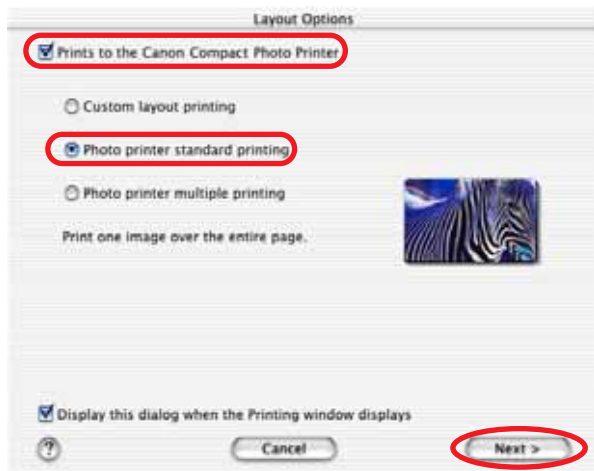 Layout Options
Prints to the Canon Compact Photo Printer
Custom layout printing
Photo printer standard printing
Photo printer multiple printing
Print one image over the entire page.
Display this dialog when the Printing window displays
? Cancel Next >